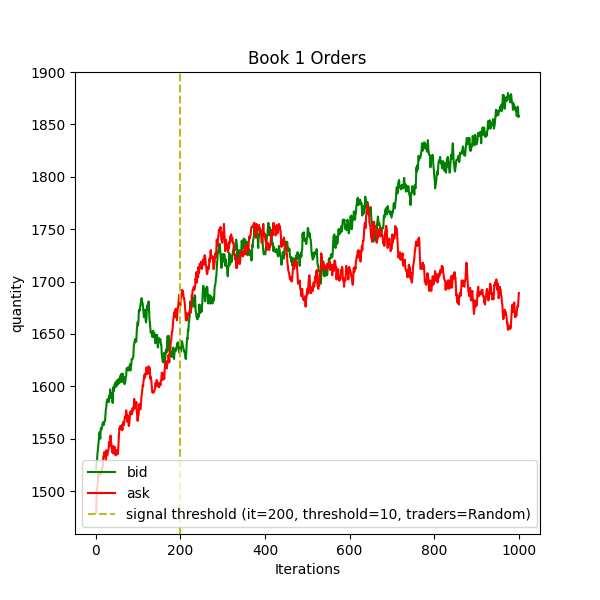 Book 1 Orders
1900
1850
1800
1750
1700
1650
1600
1550
1500
quantity
bid
ask
signal threshold (it=200, threshold=10, traders=Random)
0 200 400 600 800 1000
Iterations